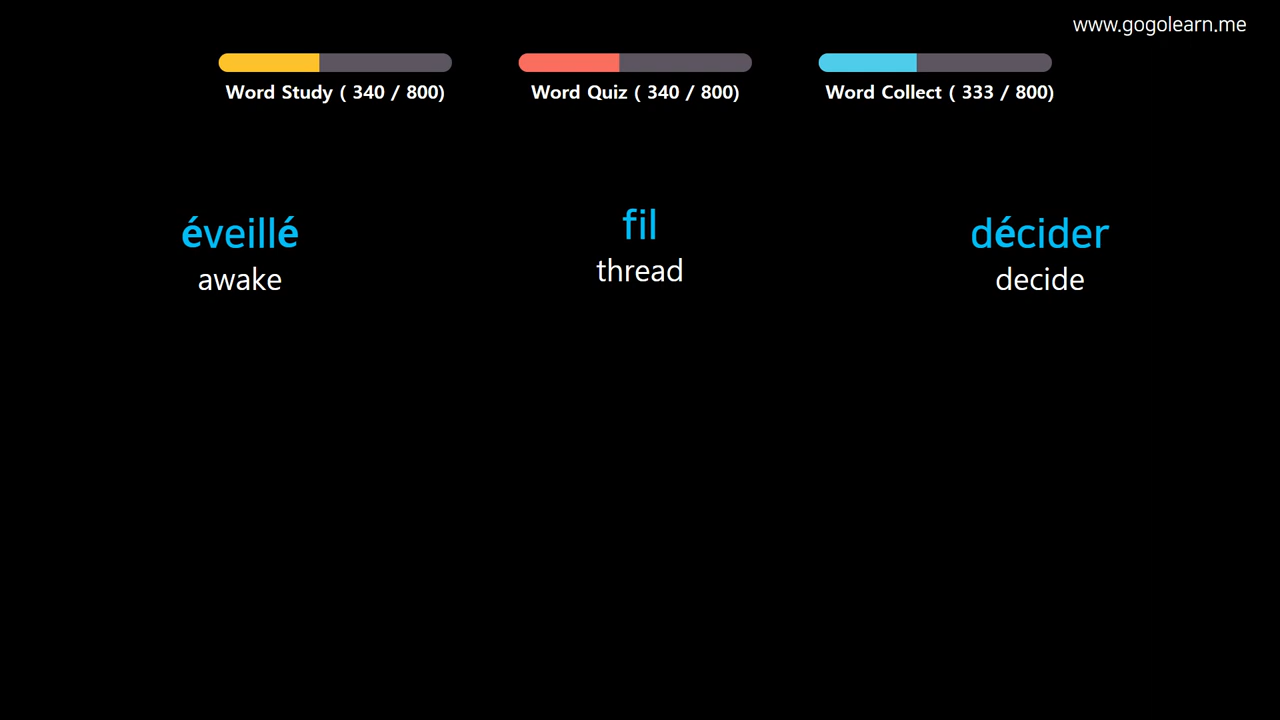 www.gogolearn.me
Word Study ( 340 / 800)
Word Quiz ( 340 / 800)
Word Collect ( 333 / 800)
éveillé
awake
fil
thread
décider
decide